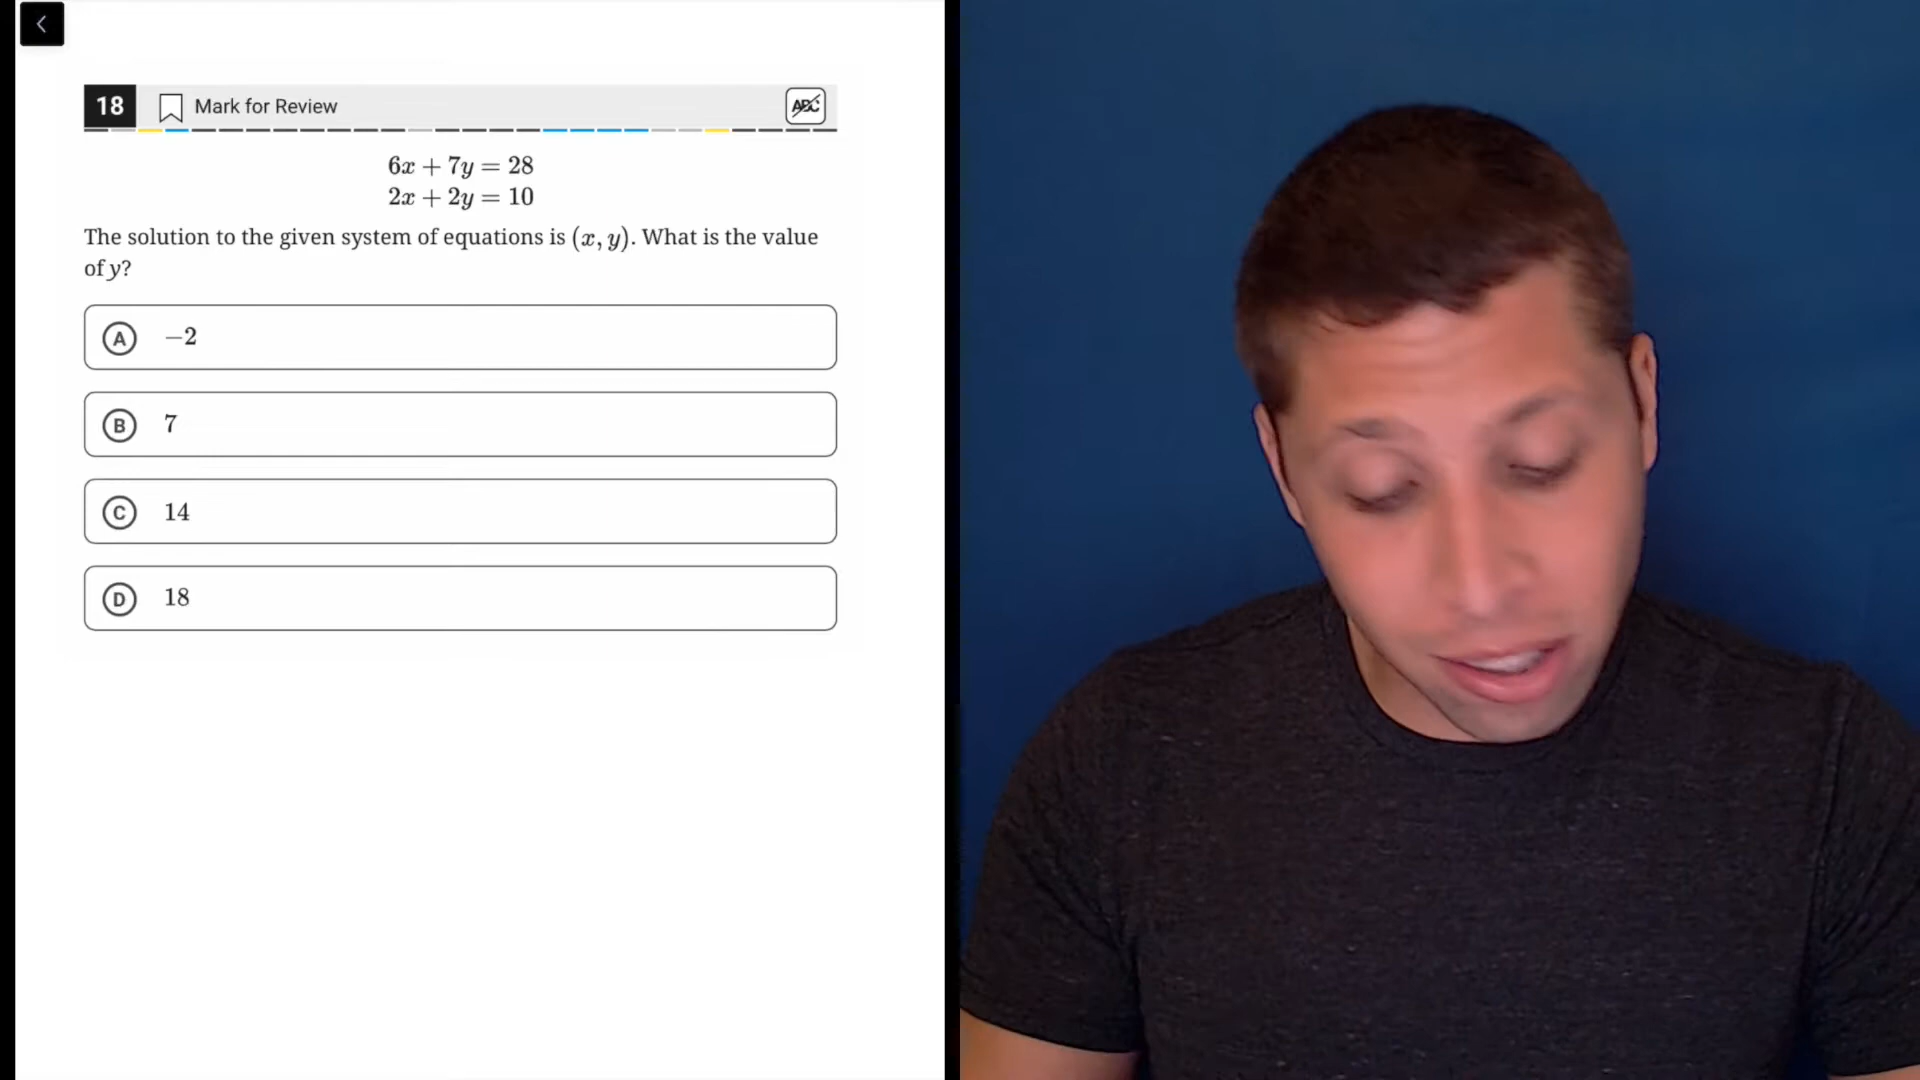 18 Mark for Review ABC
6x + 7y = 28
2x + 2y = 10
The solution to the given system of equations is (x, y). What is the value
of y?
A −2
B 7
C 14
D 18